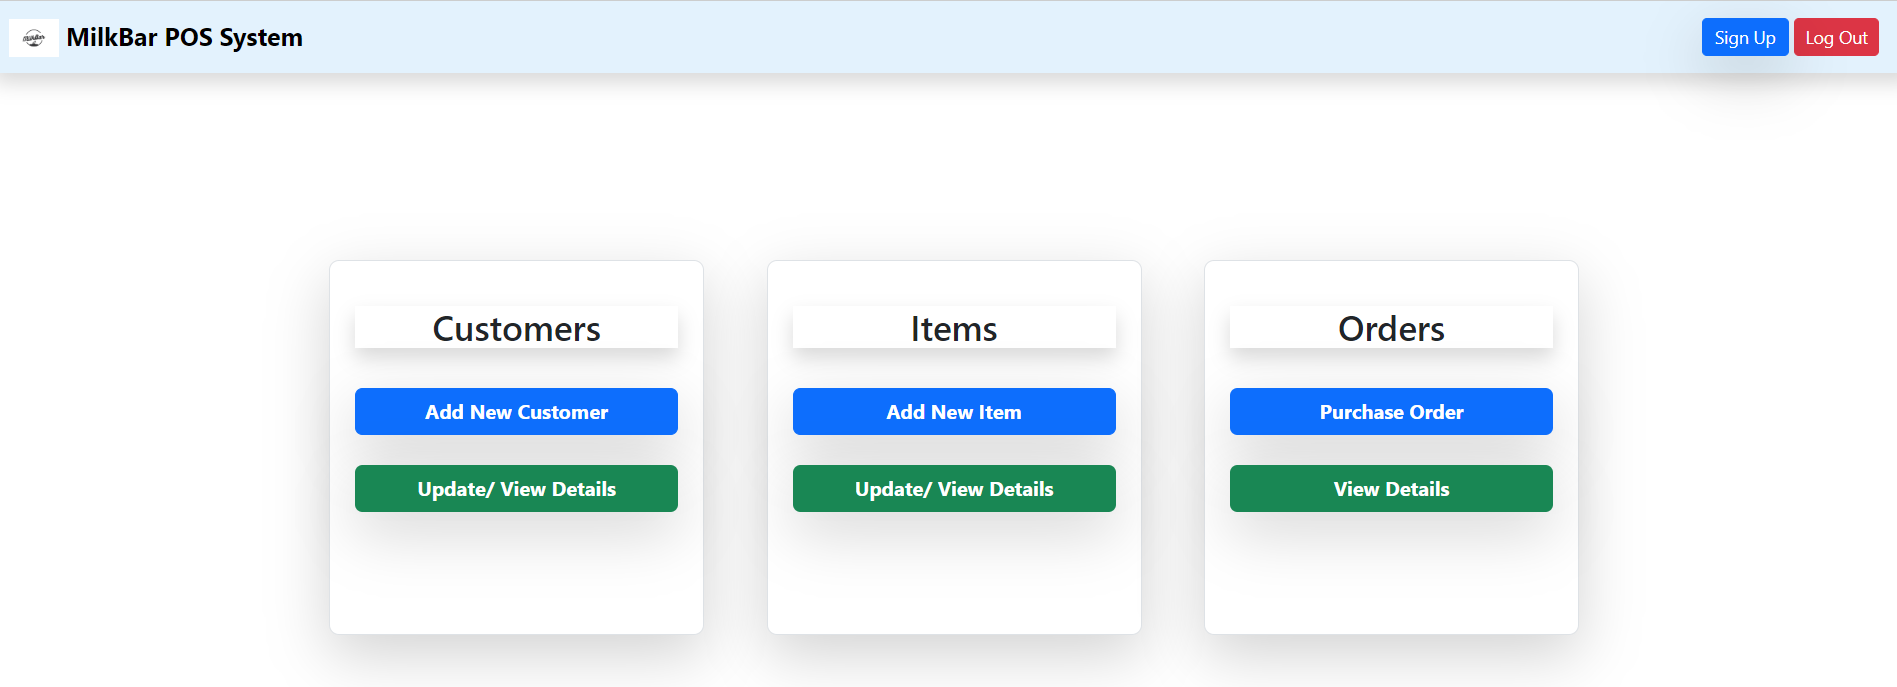 MilkBar POS System
Sign Up
Log Out
Customers
Add New Customer
Update/ View Details
Items
Add New Item
Update/ View Details
Orders
Purchase Order
View Details